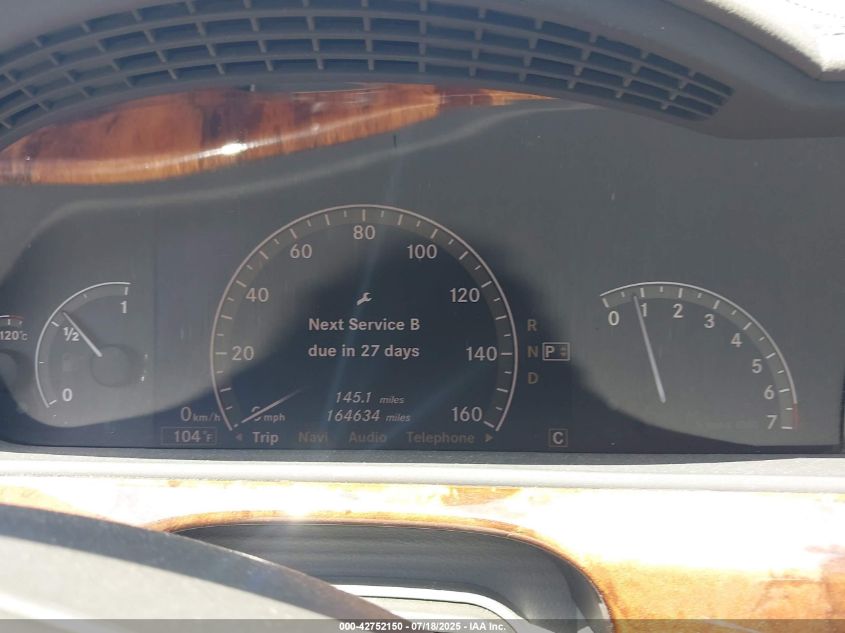 80
60 100
40 120
20 140
160
Next Service B
due in 27 days
145.1 miles
164634 miles
0 km/h
mph
104°F
Trip Navi Audio Telephone
C
R
N P
D
1
½
0
120°C
0 1 2 3 4 5 6 7
000-42752150 - 07/18/2025 - IAA Inc.